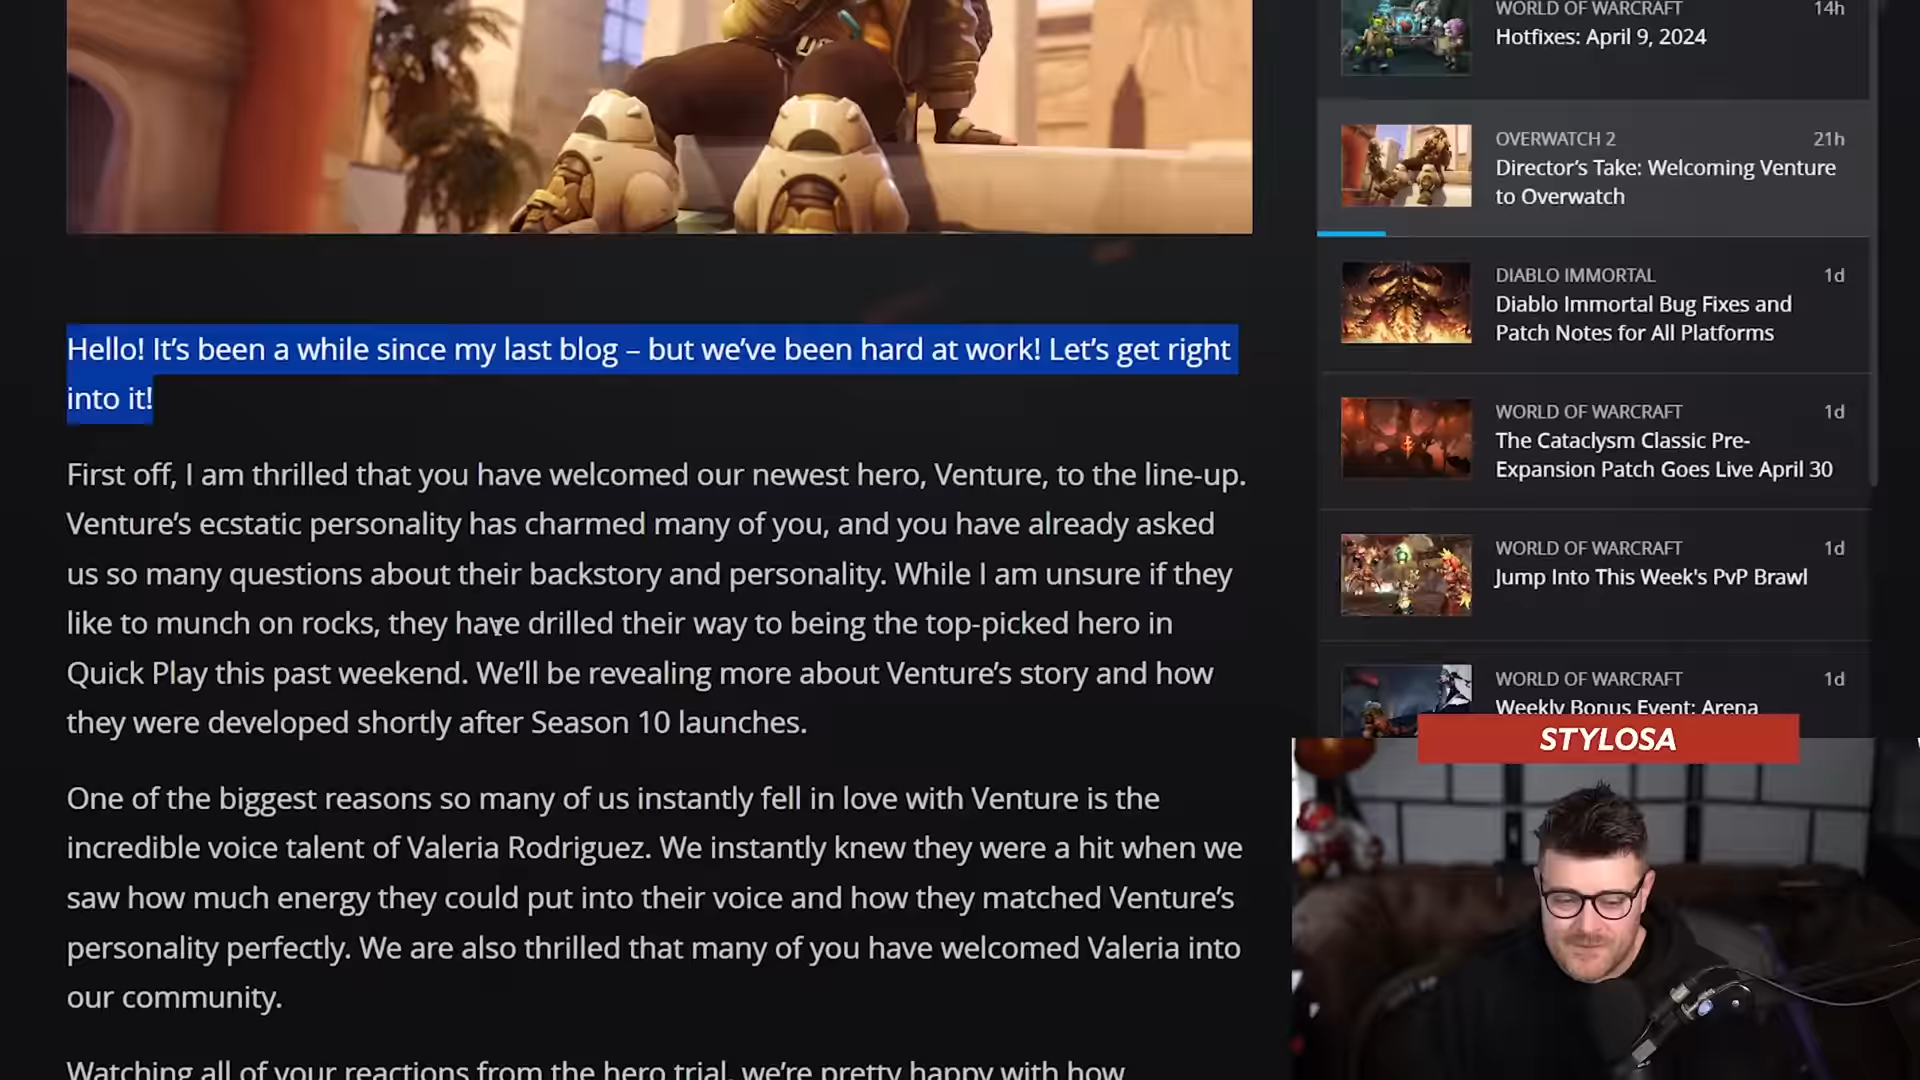 Hello! It's been a while since my last blog – but we've been hard at work! Let's get right
into it!
First off, I am thrilled that you have welcomed our newest hero, Venture, to the line-up.
Venture's ecstatic personality has charmed many of you, and you have already asked
us so many questions about their backstory and personality. While I am unsure if they
like to munch on rocks, they have drilled their way to being the top-picked hero in
Quick Play this past weekend. We'll be revealing more about Venture's story and how
they were developed shortly after Season 10 launches.
One of the biggest reasons so many of us instantly fell in love with Venture is the
incredible voice talent of Valeria Rodriguez. We instantly knew they were a hit when we
saw how much energy they could put into their voice and how they matched Venture's
personality perfectly. We are also thrilled that many of you have welcomed Valeria into
our community.
Watching all of your reactions from the hero trial, we're pretty happy with how
WORLD OF WARCRAFT 14h
Hotfixes: April 9, 2024
OVERWATCH 2 21h
Director's Take: Welcoming Venture
to Overwatch
DIABLO IMMORTAL 1d
Diablo Immortal Bug Fixes and
Patch Notes for All Platforms
WORLD OF WARCRAFT 1d
The Cataclysm Classic Pre-
Expansion Patch Goes Live April 30
WORLD OF WARCRAFT 1d
Jump Into This Week's PvP Brawl
WORLD OF WARCRAFT 1d
Weekly Bonus Event: Arena
STYLOSA